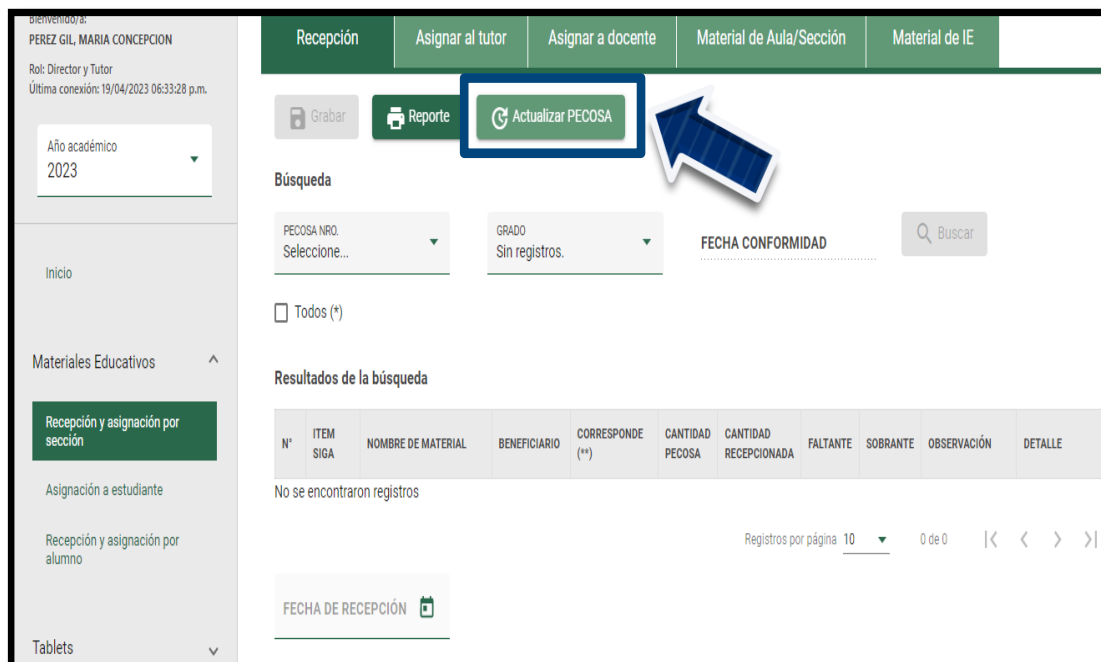 Bienvenido/a:
PEREZ GIL, MARIA CONCEPCION
Rol: Director y Tutor
Última conexión: 19/04/2023 06:33:28 p.m.
Año académico
2023
Inicio
Materiales Educativos
Recepción y asignación por
sección
Asignación a estudiante
Recepción y asignación por
alumno
Tablets
Recepción
Asignar al tutor
Asignar a docente
Material de Aula/Sección
Material de IE
Grabar
Reporte
Actualizar PECOSA
Búsqueda
PECOSA NRO.
Seleccione...
GRADO
Sin registros.
FECHA CONFORMIDAD
Buscar
Todos (*)
Resultados de la búsqueda
N°
ITEM
SIGA
NOMBRE DE MATERIAL
BENEFICIARIO
CORRESPONDE
(**)
CANTIDAD
PECOSA
CANTIDAD
RECEPCIONADA
FALTANTE
SOBRANTE
OBSERVACIÓN
DETALLE
No se encontraron registros
Registros por página 10
0 de 0
FECHA DE RECEPCIÓN